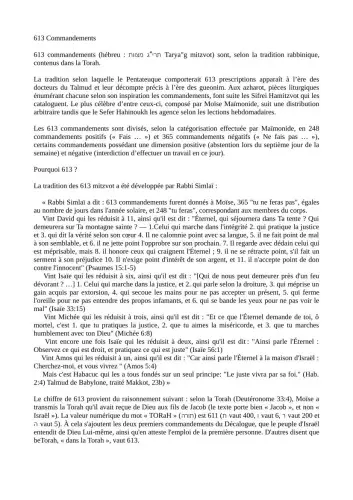 613 Commandements
613 commandements (hébreu : תרי"ג מצוות Tarya"g mitzvot) sont, selon la tradition rabbinique,
contenus dans la Torah.
La tradition selon laquelle le Pentateuque comporterait 613 prescriptions apparaît à l'ère des
docteurs du Talmud et leur décompte précis à l'ère des gueonim. Aux azharot, pièces liturgiques
énumérant chacune selon son inspiration les commandements, font suite les Sifrei Hamitzvot qui les
cataloguent. Le plus célèbre d'entre ceux-ci, composé par Moïse Maïmonide, suit une distribution
arbitraire tandis que le Sefer Hahinoukh les agence selon les lectures hebdomadaires.
Les 613 commandements sont divisés, selon la catégorisation effectuée par Maïmonide, en 248
commandements positifs (« Fais … ») et 365 commandements négatifs (« Ne fais pas … »),
certains commandements possédant une dimension positive (abstention lors du septième jour de la
semaine) et négative (interdiction d'effectuer un travail en ce jour).
Pourquoi 613 ?
La tradition des 613 mitzvot a été développée par Rabbi Simlaï :
« Rabbi Simlaï a dit : 613 commandements furent donnés à Moïse, 365 "tu ne feras pas", égales
au nombre de jours dans l'année solaire, et 248 "tu feras", correspondant aux membres du corps.
Vint David qui les réduisit à 11, ainsi qu'il est dit : "Éternel, qui séjournera dans Ta tente ? Qui
demeurera sur Ta montagne sainte ? — 1.Celui qui marche dans l'intégrité 2. qui pratique la justice
et 3. qui dit la vérité selon son cœur 4. Il ne calomnie point avec sa langue, 5. il ne fait point de mal
à son semblable, et 6. il ne jette point l'opprobre sur son prochain. 7. Il regarde avec dédain celui qui
est méprisable, mais 8. il honore ceux qui craignent l'Éternel ; 9. il ne se rétracte point, s'il fait un
serment à son préjudice 10. Il n'exige point d'intérêt de son argent, et 11. il n'accepte point de don
contre l'innocent" (Psaumes 15:1-5)
Vint Isaïe qui les réduisit à six, ainsi qu'il est dit : "[Qui de nous peut demeurer près d'un feu
dévorant ? …] 1. Celui qui marche dans la justice, et 2. qui parle selon la droiture, 3. qui méprise un
gain acquis par extorsion, 4. qui secoue les mains pour ne pas accepter un présent, 5. qui ferme
l'oreille pour ne pas entendre des propos infamants, et 6. qui se bande les yeux pour ne pas voir le
mal" (Isaïe 33:15)
Vint Michée qui les réduisit à trois, ainsi qu'il est dit : "Et ce que l'Éternel demande de toi, ô
mortel, c'est 1. que tu pratiques la justice, 2. que tu aimes la miséricorde, et 3. que tu marches
humblement avec ton Dieu" (Michée 6:8)
Vint encore une fois Isaïe qui les réduisit à deux, ainsi qu'il est dit : "Ainsi parle l'Éternel :
Observez ce qui est droit, et pratiquez ce qui est juste" (Isaïe 56:1)
Vint Amos qui les réduisit à un, ainsi qu'il est dit : "Car ainsi parle l'Éternel à la maison d'Israël :
Cherchez-moi, et vous vivrez " (Amos 5:4)
Mais c'est Habacuc qui les a tous fondés sur un seul principe: "Le juste vivra par sa foi." (Hab.
2:4) Talmud de Babylone, traité Makkot, 23b) »
Le chiffre de 613 provient du raisonnement suivant : selon la Torah (Deutéronome 33:4), Moïse a
transmis la Torah qu'il avait reçue de Dieu aux fils de Jacob (le texte porte bien « Jacob », et non «
Israël »). La valeur numérique du mot « TORaH » (תורה) est 611 (ת vaut 400, ו vaut 6, ר vaut 200 et
ה vaut 5). À cela s'ajoutent les deux premiers commandements du Décalogue, que le peuple d'Israël
entendit de Dieu Lui-même, ainsi qu'en atteste l'emploi de la première personne. D'autres disent que
beTorah, « dans la Torah », vaut 613.